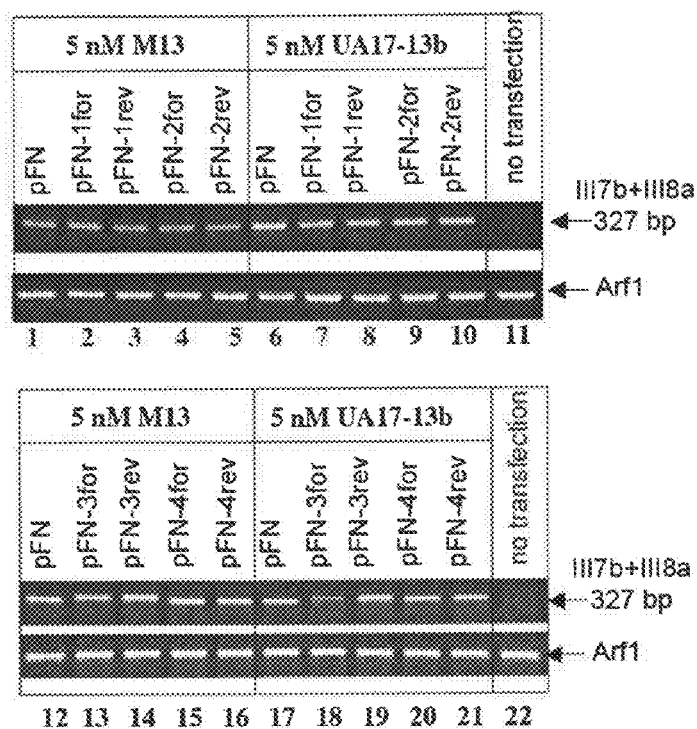 5 nM M13 5 nM UA17-13b
pFN pFN-1for pFN-1rev pFN-2for pFN-2rev pFN pFN-1for pFN-1rev pFN-2for pFN-2rev no transfection
III7b+III8a
327 bp
Arf1
1 2 3 4 5 6 7 8 9 10 11
5 nM M13 5 nM UA17-13b
pFN pFN-3for pFN-3rev pFN-4for pFN-4rev pFN pFN-3for pFN-3rev pFN-4for pFN-4rev no transfection
III7b+III8a
327 bp
Arf1
12 13 14 15 16 17 18 19 20 21 22